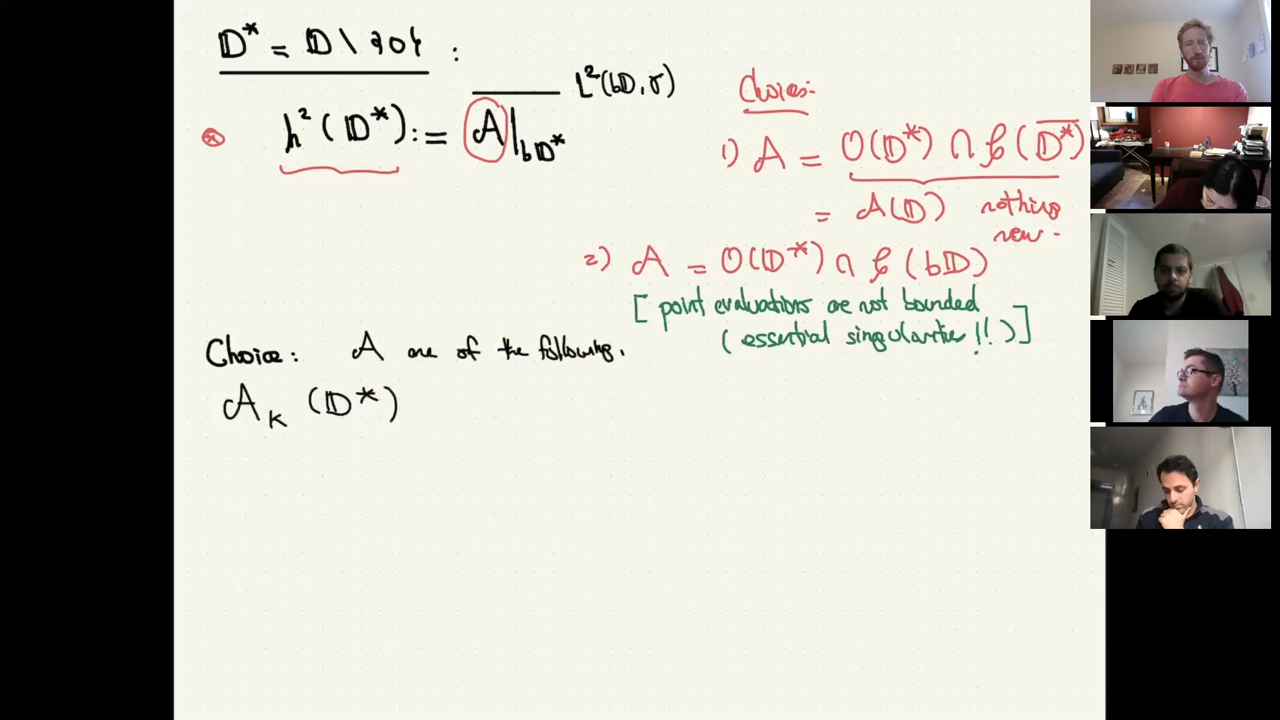 𝔻* = 𝔻 \ {0} :
h²(𝔻*) := 𝒜|_{b𝔻*} L²(b𝔻, σ)
Choices:
1) 𝒜 = O(𝔻*) ∩ 𝒞(𝔻̅*̅)
= 𝒜(𝔻) nothing
new.
2) 𝒜 = O(𝔻*) ∩ 𝒞(b𝔻)
[ point evaluations are not bounded
(essential singularities !!) ]
Choice: 𝒜 one of the following.
𝒜_k (𝔻*)